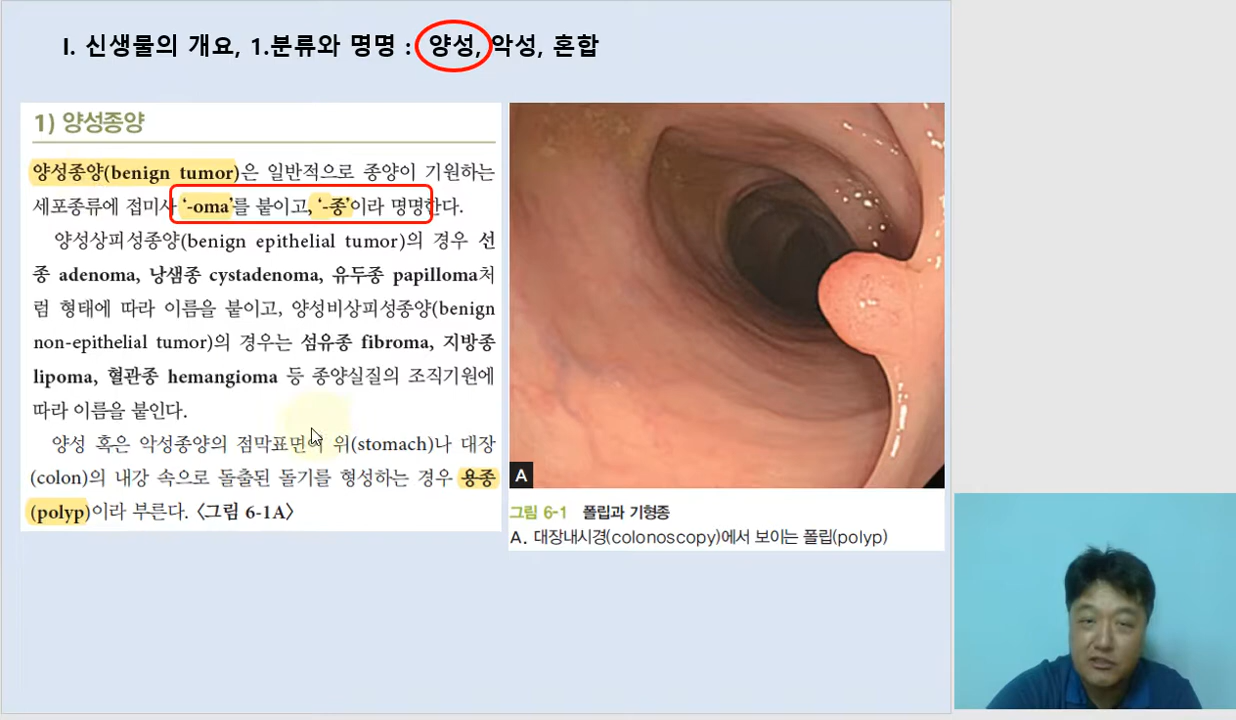 I. 신생물의 개요, 1.분류와 명명 : 양성, 악성, 혼합
1) 양성종양
양성종양(benign tumor)은 일반적으로 종양이 기원하는
세포종류에 접미사 ‘-oma’를 붙이고, ‘-종’이라 명명한다.
양성상피성종양(benign epithelial tumor)의 경우 선
종 adenoma, 낭샘종 cystadenoma, 유두종 papilloma처
럼 형태에 따라 이름을 붙이고, 양성비상피성종양(benign
non-epithelial tumor)의 경우는 섬유종 fibroma, 지방종
lipoma, 혈관종 hemangioma 등 종양실질의 조직기원에
따라 이름을 붙인다.
양성 혹은 악성종양의 점막표면이 위(stomach)나 대장
(colon)의 내강 속으로 돌출된 돌기를 형성하는 경우 용종
(polyp)이라 부른다. 〈그림 6-1A〉
A
그림 6-1 폴립과 기형종
A. 대장내시경(colonoscopy)에서 보이는 폴립(polyp)